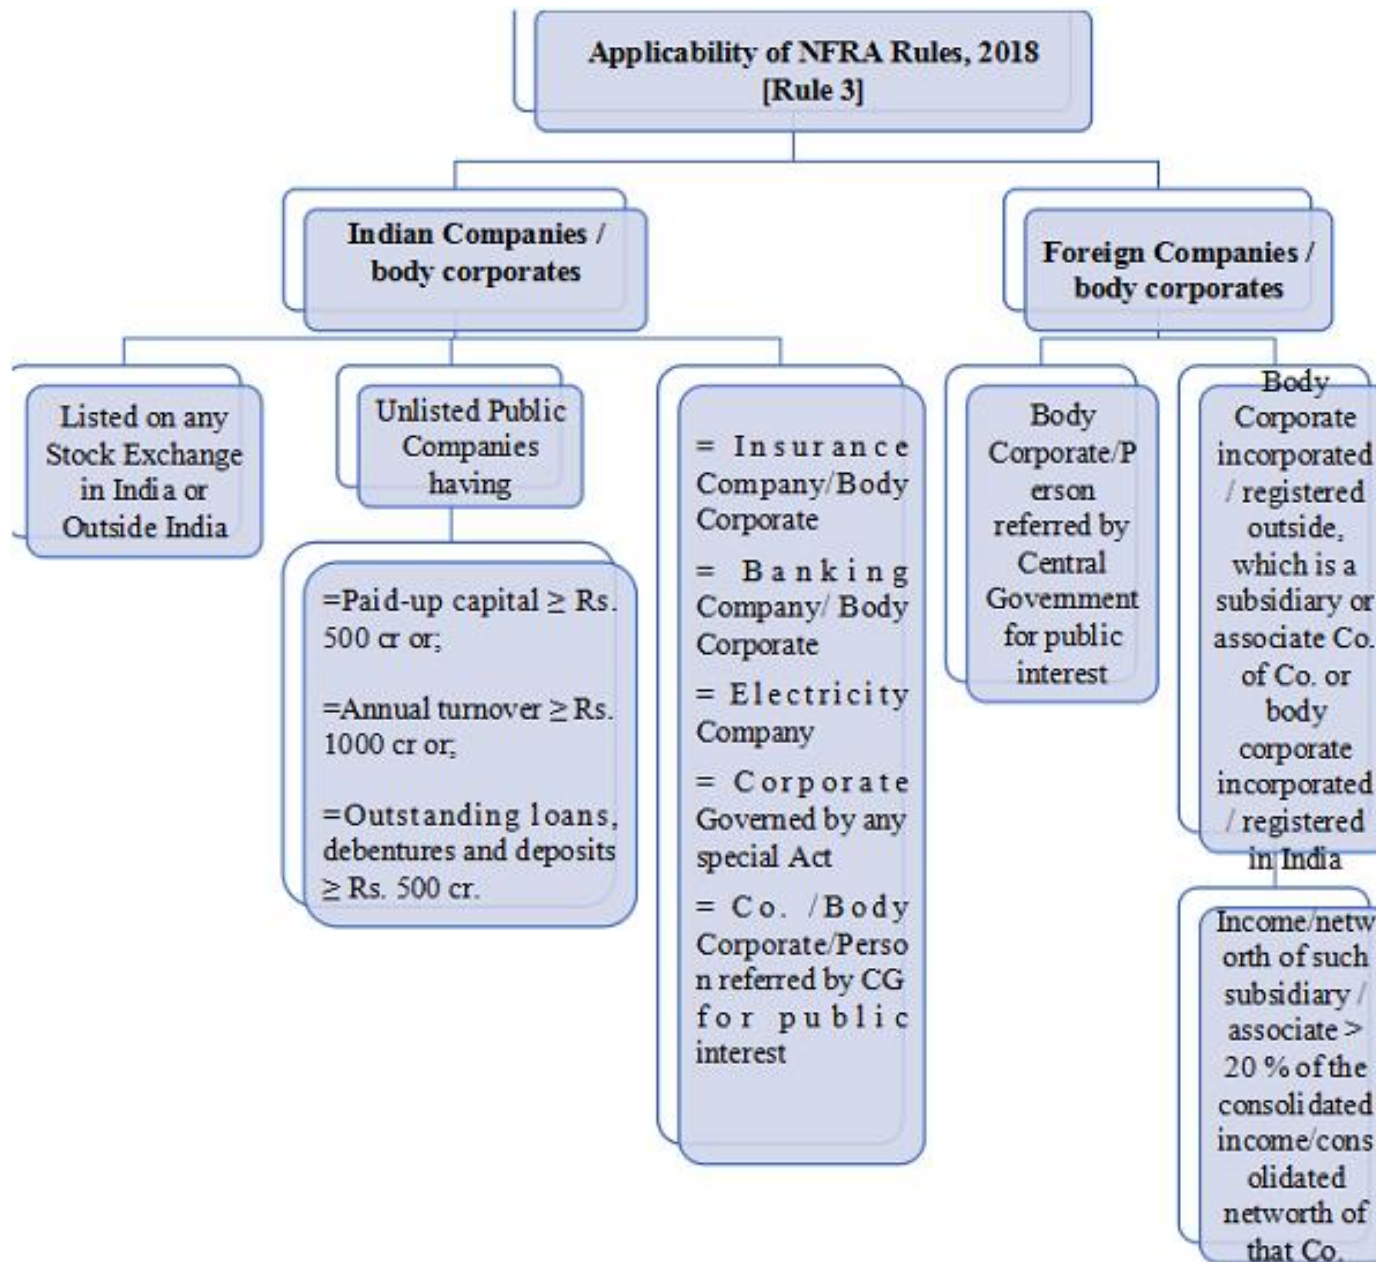 Applicability of NFRA Rules, 2018
[Rule 3]
Indian Companies /
body corporates
Foreign Companies /
body corporates
Listed on any
Stock Exchange
in India or
Outside India
Unlisted Public
Companies
having
=Paid-up capital ≥ Rs.
500 cr or;
=Annual turnover ≥ Rs.
1000 cr or;
=Outstanding loans,
debentures and deposits
≥ Rs. 500 cr.
= Insurance
Company/Body
Corporate
= Banking
Company/ Body
Corporate
= Electricity
Company
= Corporate
Governed by any
special Act
= Co. /Body
Corporate/Perso
n referred by CG
for public
interest
Body
Corporate/P
erson
referred by
Central
Government
for public
interest
Body
Corporate
incorporated
/ registered
outside,
which is a
subsidiary or
associate Co.
of Co. or
body
corporate
incorporated
/ registered
in India
Income/netw
orth of such
subsidiary /
associate >
20 % of the
consolidated
income/cons
olidated
networth of
that Co.